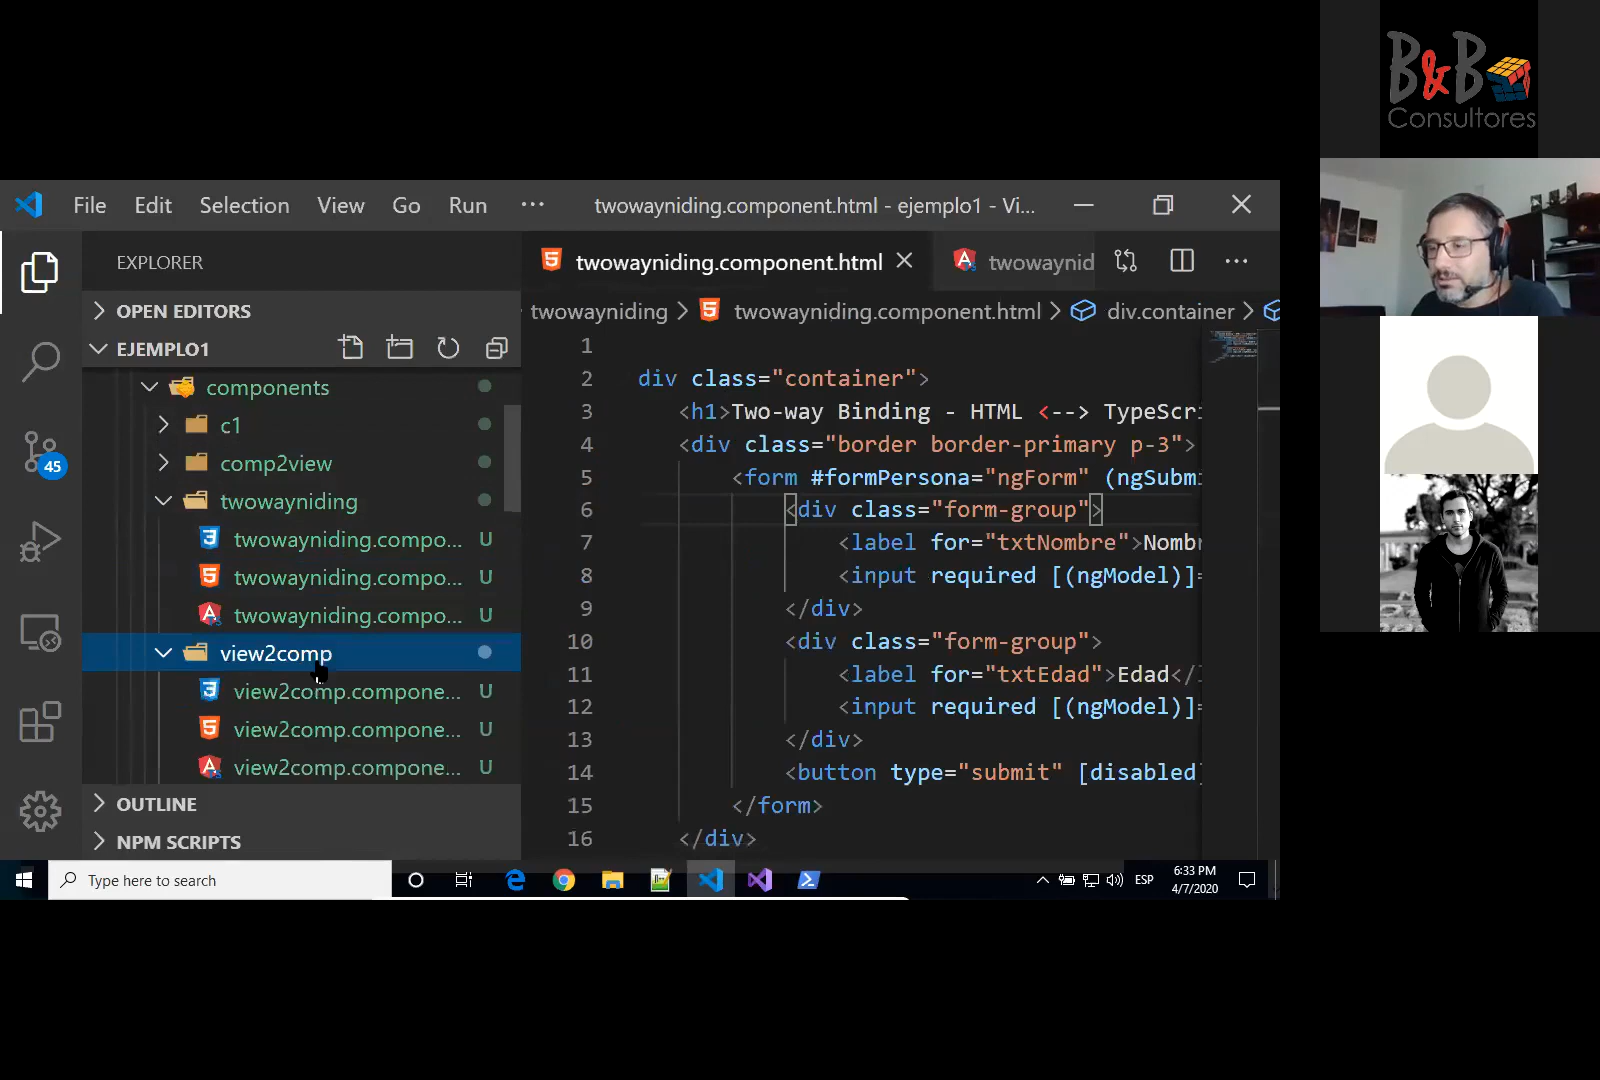 B&B
Consultores
File Edit Selection View Go Run ··· twowayniding.component.html - ejemplo1 - Vi...
EXPLORER
OPEN EDITORS
EJEMPLO1
components
c1
comp2view
twowayniding
twowayniding.compo... U
twowayniding.compo... U
twowayniding.compo... U
view2comp
view2comp.compone... U
view2comp.compone... U
view2comp.compone... U
OUTLINE
NPM SCRIPTS
45
twowayniding.component.html twowaynid
twowayniding > twowayniding.component.html > div.container >
1
2 div class="container">
3 <h1>Two-way Binding - HTML <--> TypeScri
4 <div class="border border-primary p-3">
5 <form #formPersona="ngForm" (ngSubm
6 <div class="form-group">
7 <label for="txtNombre">Nomb
8 <input required [(ngModel)]=
9 </div>
10 <div class="form-group">
11 <label for="txtEdad">Edad</
12 <input required [(ngModel)]=
13 </div>
14 <button type="submit" [disabled
15 </form>
16 </div>
Type here to search
ESP
6:33 PM
4/7/2020